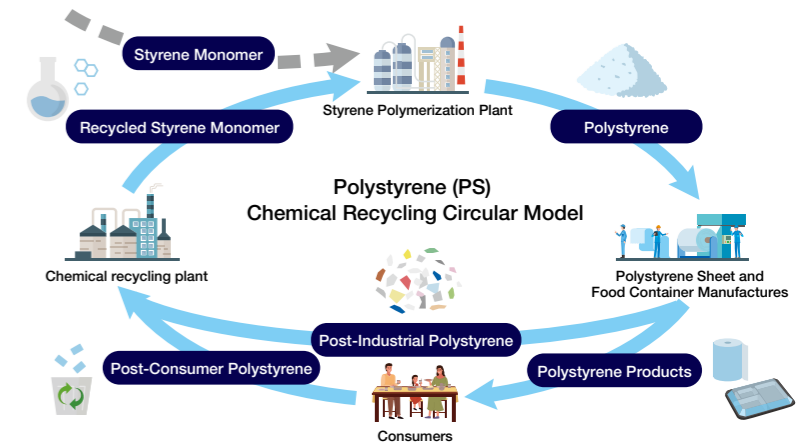 Styrene Monomer
Styrene Polymerization Plant
Recycled Styrene Monomer
Polystyrene
Polystyrene (PS)
Chemical Recycling Circular Model
Chemical recycling plant
Polystyrene Sheet and
Food Container Manufactures
Post-Industrial Polystyrene
Post-Consumer Polystyrene
Polystyrene Products
Consumers